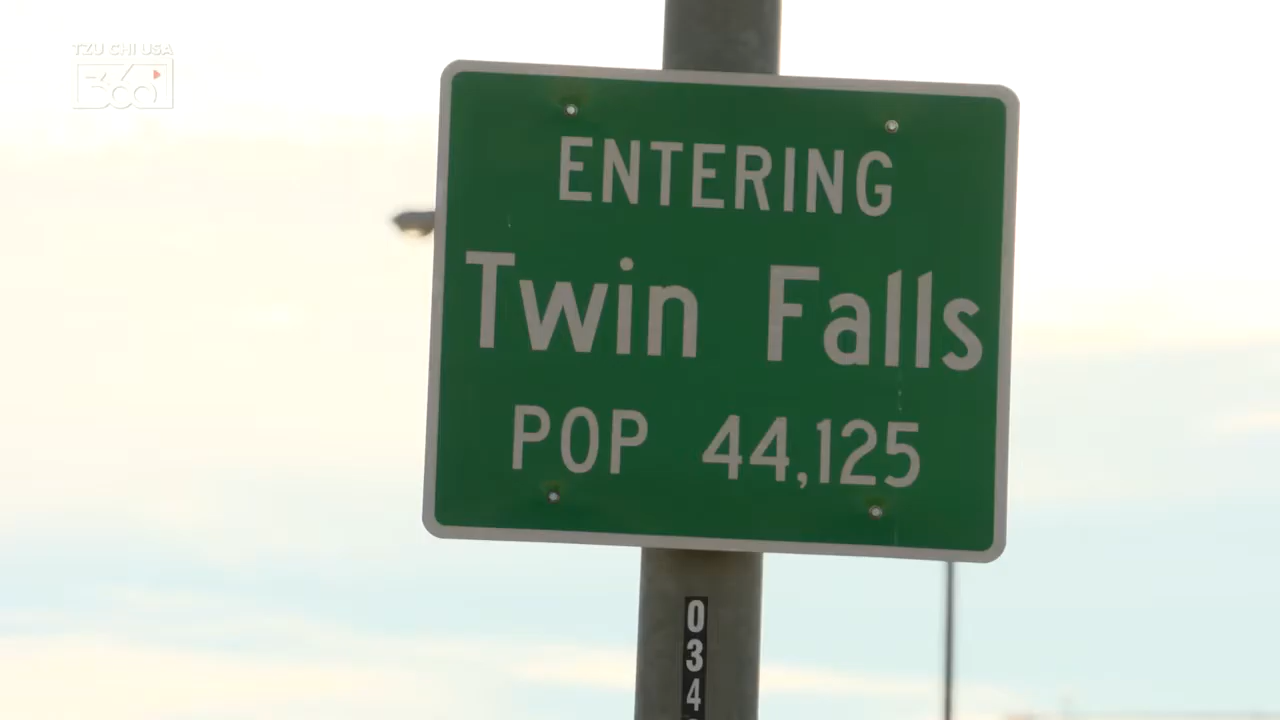 TZU CHI USA
360
ENTERING
Twin Falls
POP 44,125
0
3
4